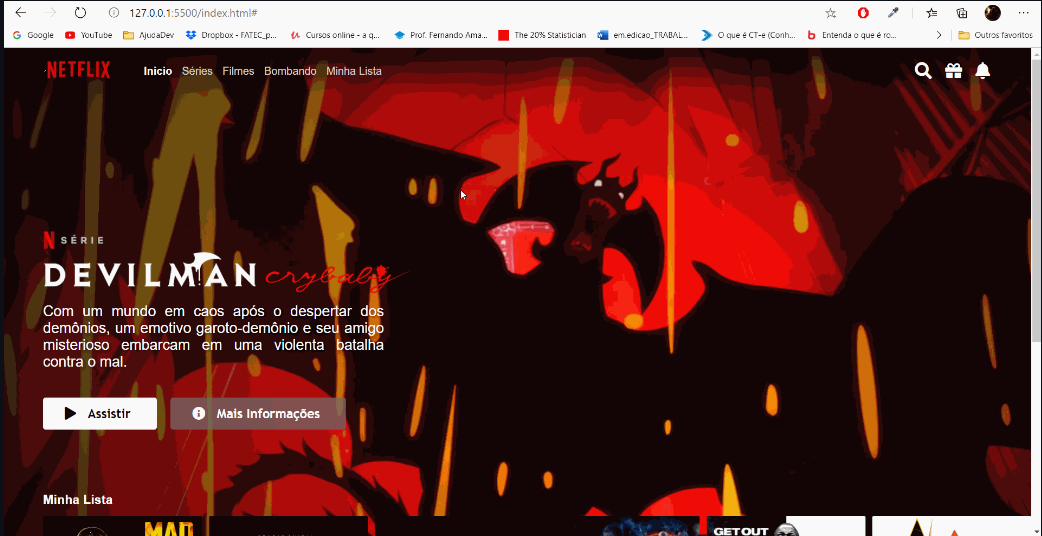 127.0.0.1:5500/index.html#
Google YouTube AjudaDev Dropbox - FATEC_p... Cursos online - a q... Prof. Fernando Ama... The 20% Statistician em.edicao_TRABAL... O que é CT-e (Conh... Entenda o que é ro... Outros favoritos
NETFLIX Inicio Séries Filmes Bombando Minha Lista
N SÉRIE
DEVILMAN crybaby
Com um mundo em caos após o despertar dos
demônios, um emotivo garoto-demônio e seu amigo
misterioso embarcam em uma violenta batalha
contra o mal.
Assistir Mais Informações
Minha Lista
MAD GET OUT